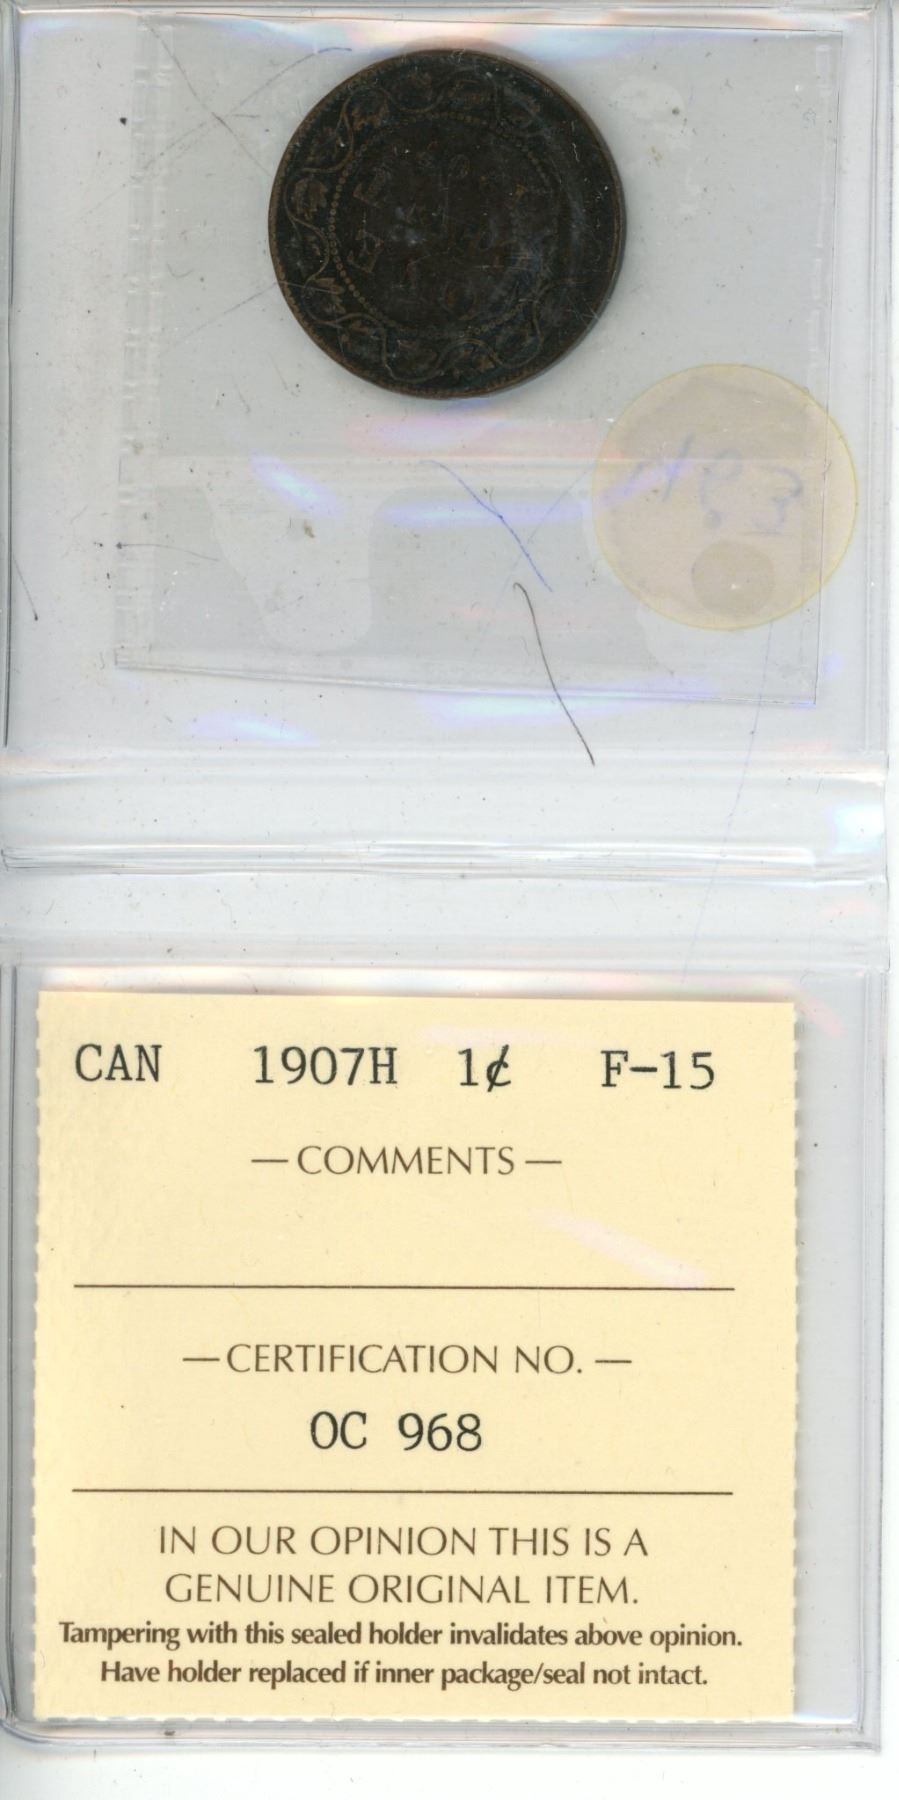 CAN 1907H 1¢ F-15
— COMMENTS —
— CERTIFICATION NO. —
OC 968
IN OUR OPINION THIS IS A
GENUINE ORIGINAL ITEM.
Tampering with this sealed holder invalidates above opinion.
Have holder replaced if inner package/seal not intact.